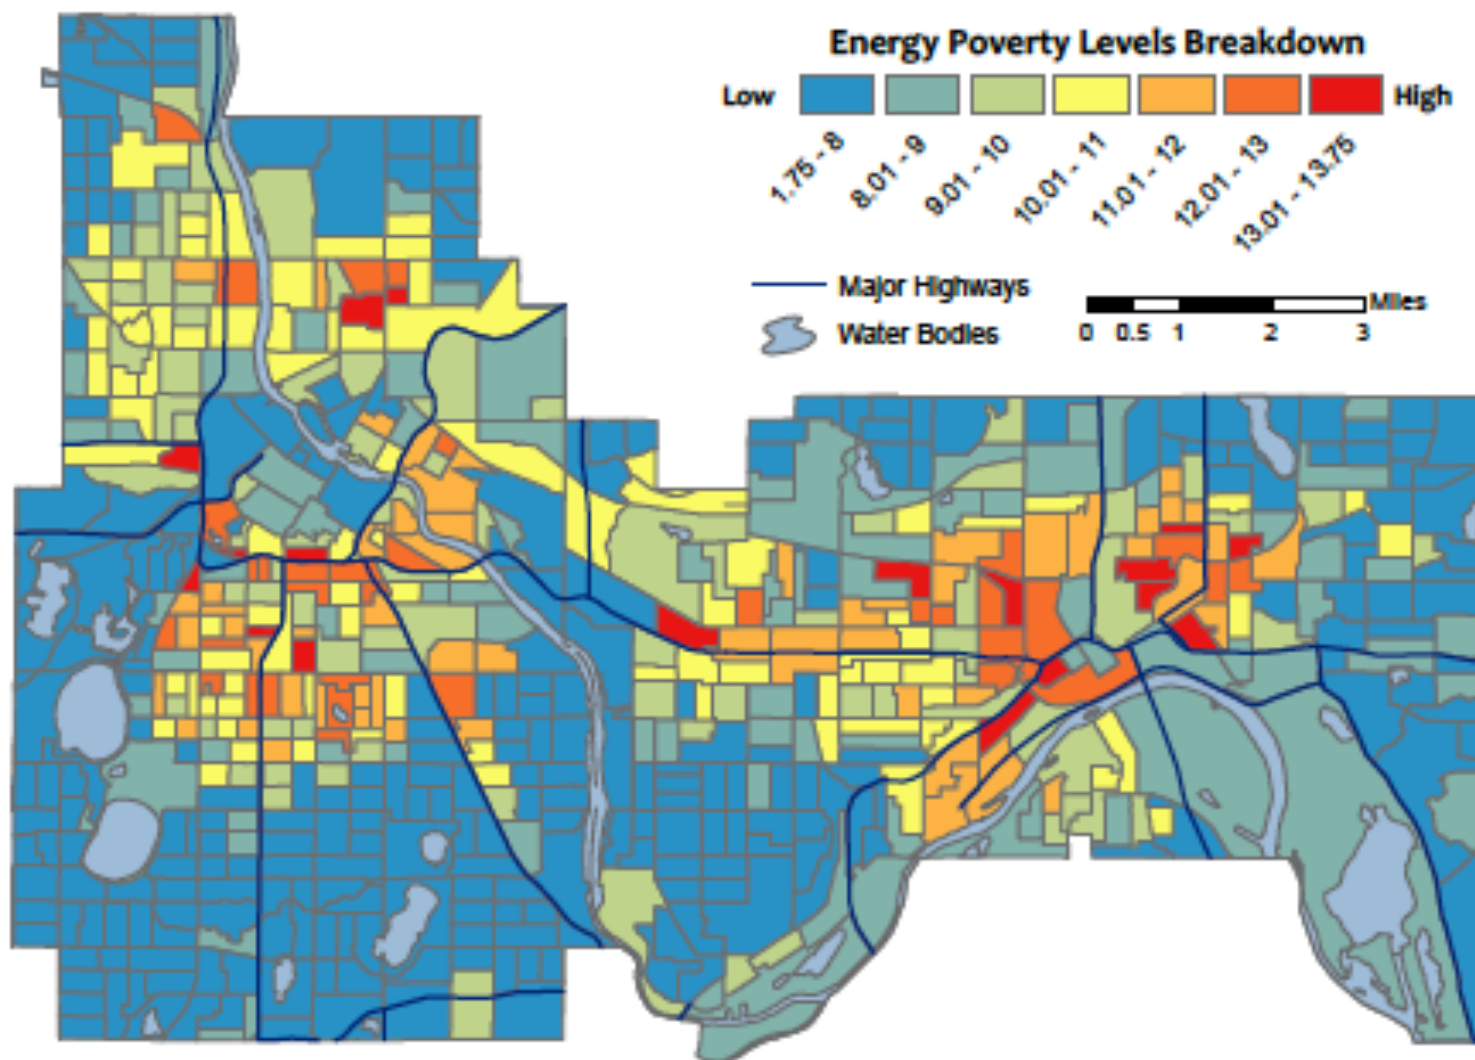 Energy Poverty Levels Breakdown
Low High
1.75 - 8
8.01 - 9
9.01 - 10
10.01 - 11
11.01 - 12
12.01 - 13
13.01 - 13.75
Major Highways
Water Bodies
Miles
0 0.5 1 2 3